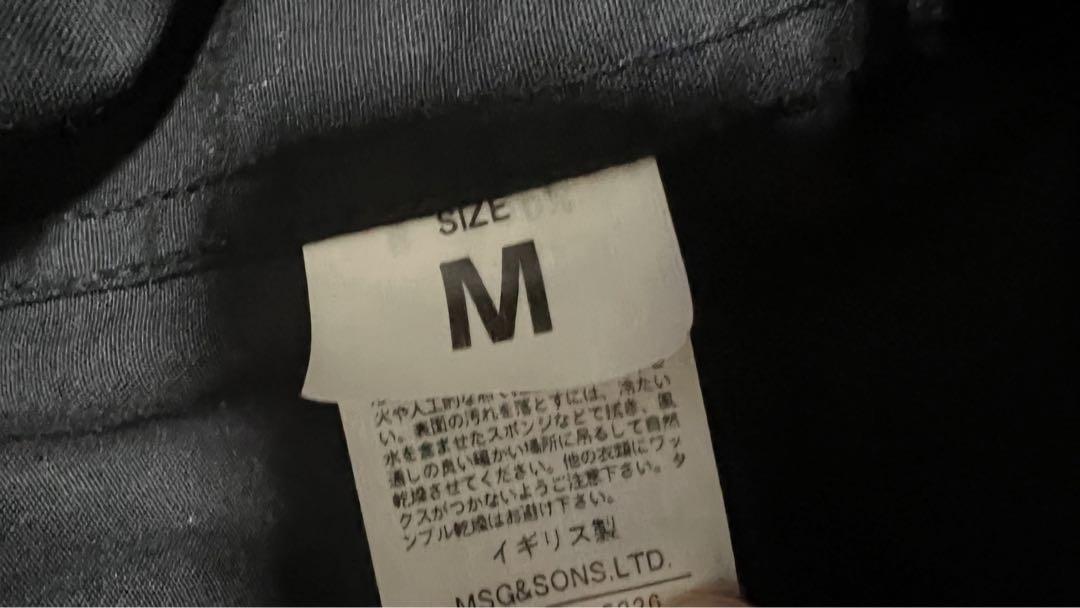 SIZE
M
火や人工的な
い。表面の汚れを落とすには、冷たい
水を含ませたスポンジなどで拭き、風
通しの良い暖かい場所に吊るして自然
乾燥させてください。他の衣類にワッ
クスがつかないようご注意下さい。タ
ンブル乾燥はお避け下さい。
イギリス製
MSG&SONS.LTD.